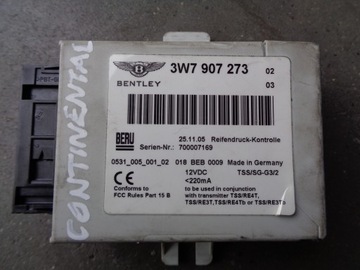 CONTINENTAL
BENTLEY
3W7 907 273
02
03
BERU
25.11.05 Reifendruck-Kontrolle
Serien-Nr.: 700007169
0531_005_001_02 018 BEB 0009 Made in Germany
CE
12VDC TSS/SG-G3/2
<220mA
Conforms to
FCC Rules Part 15 B
to be used in conjunction
with transmitter TSS/RE4T,
TSS/RE3T,TSS/RE4Tb or TSS/RE3Tb